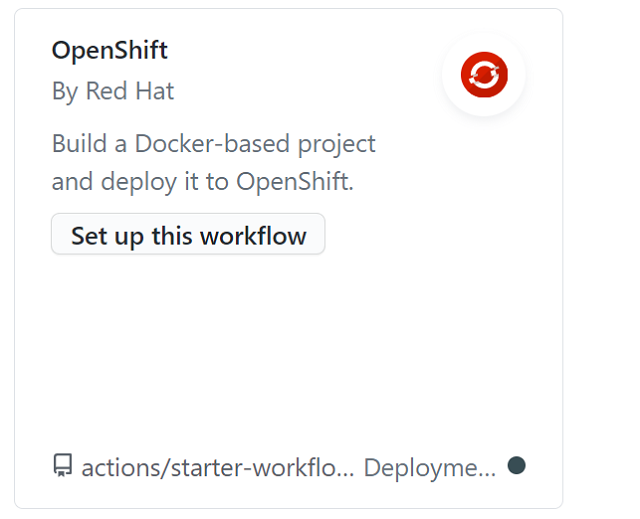 OpenShift
By Red Hat
Build a Docker-based project
and deploy it to OpenShift.
Set up this workflow
actions/starter-workflo... Deployme...